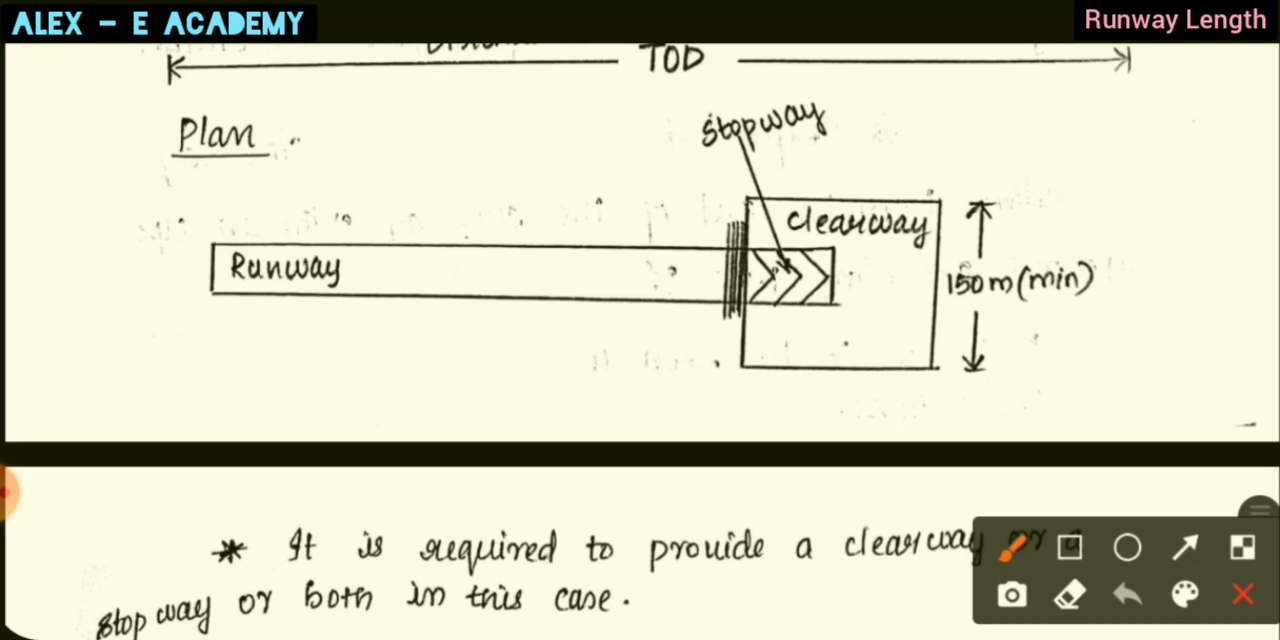 ALEX - E ACADEMY
Runway Length
TOD
Plan
Stopway
Clearway
Runway
150m (min)
* It is required to provide a clearway or a
stop way or both in this case.